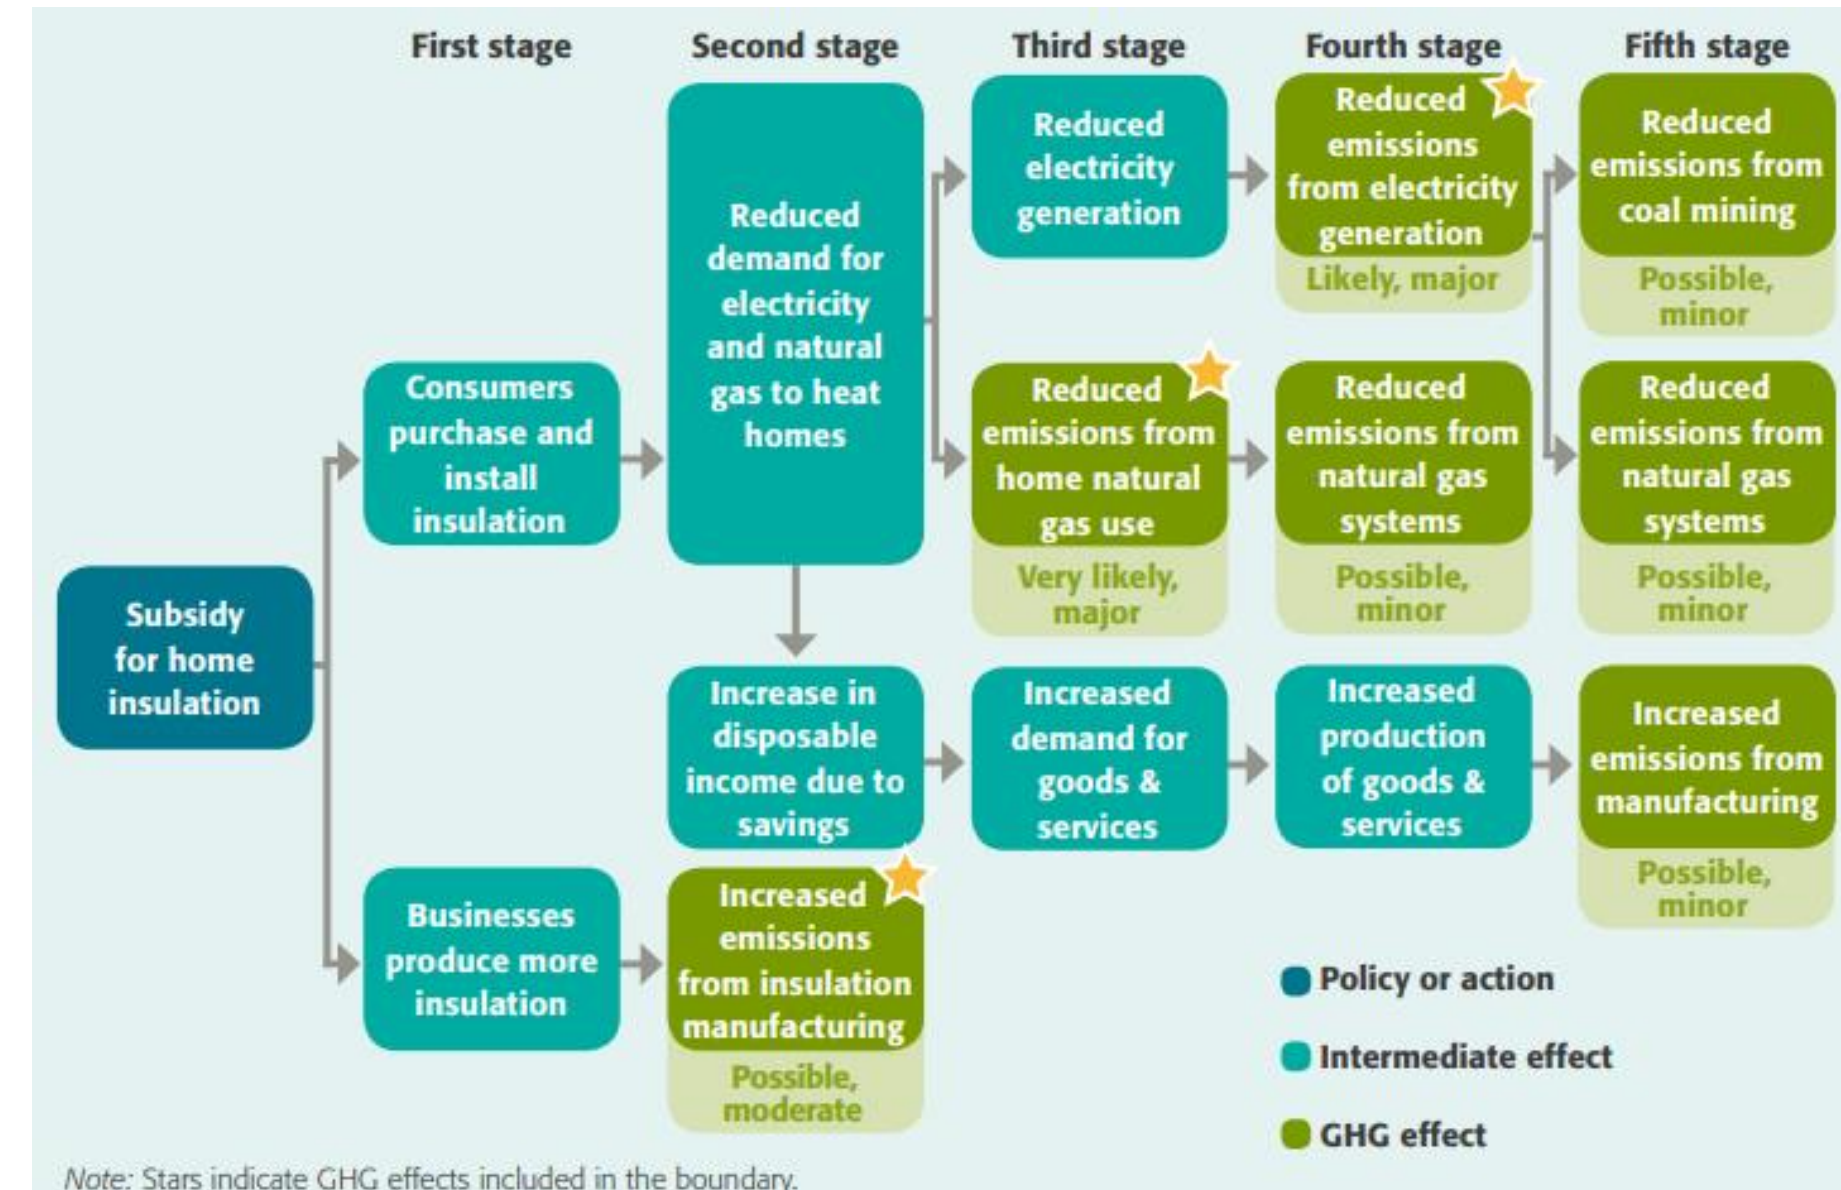 First stage
Second stage
Third stage
Fourth stage
Fifth stage
Subsidy
for home
insulation
Consumers
purchase and
install
insulation
Businesses
produce more
insulation
Reduced
demand for
electricity
and natural
gas to heat
homes
Increase in
disposable
income due to
savings
Increased
emissions
from insulation
manufacturing
Possible,
moderate
Reduced
electricity
generation
Reduced
emissions from
home natural
gas use
Very likely,
major
Increased
demand for
goods &
services
Reduced
emissions
from electricity
generation
Likely, major
Reduced
emissions from
natural gas
systems
Possible,
minor
Increased
production
of goods &
services
Reduced
emissions from
coal mining
Possible,
minor
Reduced
emissions from
natural gas
systems
Possible,
minor
Increased
emissions from
manufacturing
Possible,
minor
Policy or action
Intermediate effect
GHG effect
Note: Stars indicate GHG effects included in the boundary.